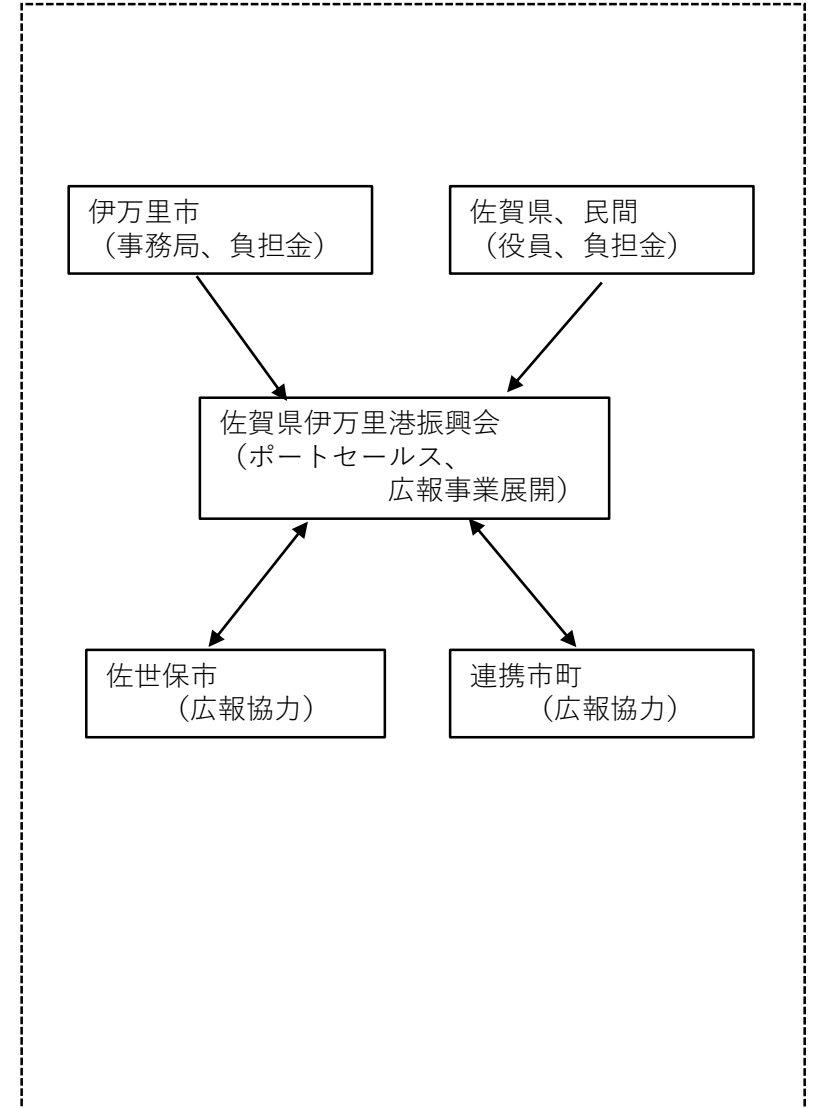 伊万里市
（事務局、負担金）
佐賀県、民間
（役員、負担金）
佐賀県伊万里港振興会
（ポートセールス、
広報事業展開）
佐世保市
（広報協力）
連携市町
（広報協力）